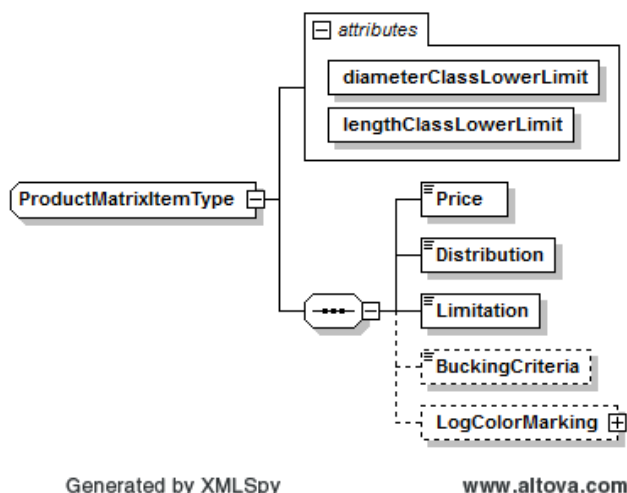 attributes
diameterClassLowerLimit
lengthClassLowerLimit
ProductMatrixItemType
Price
Distribution
Limitation
BuckingCriteria
LogColorMarking
Generated by XMLSpy www.altova.com